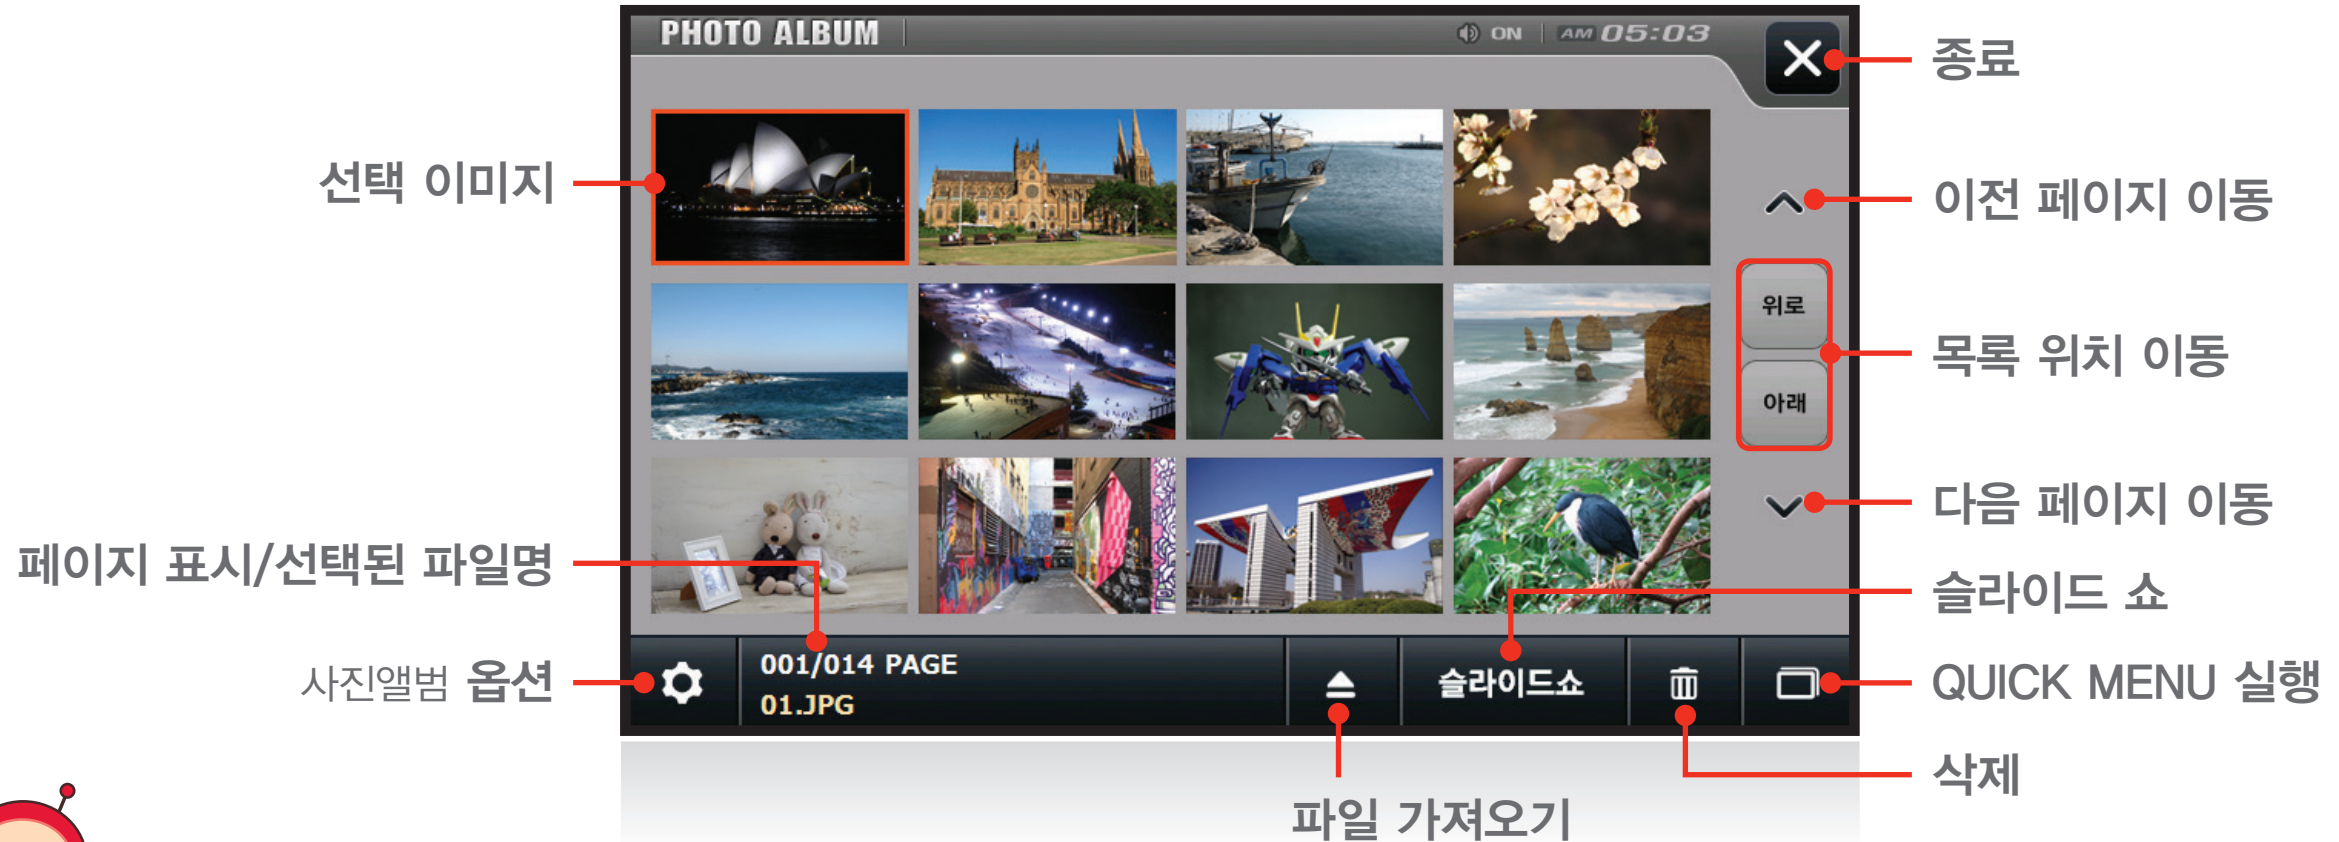 PHOTO ALBUM
ON
AM 05:03
종료
선택 이미지
이전 페이지 이동
위로
목록 위치 이동
아래
다음 페이지 이동
페이지 표시/선택된 파일명
슬라이드 쇼
사진앨범 옵션
001/014 PAGE
01.JPG
슬라이드쇼
QUICK MENU 실행
삭제
파일 가져오기